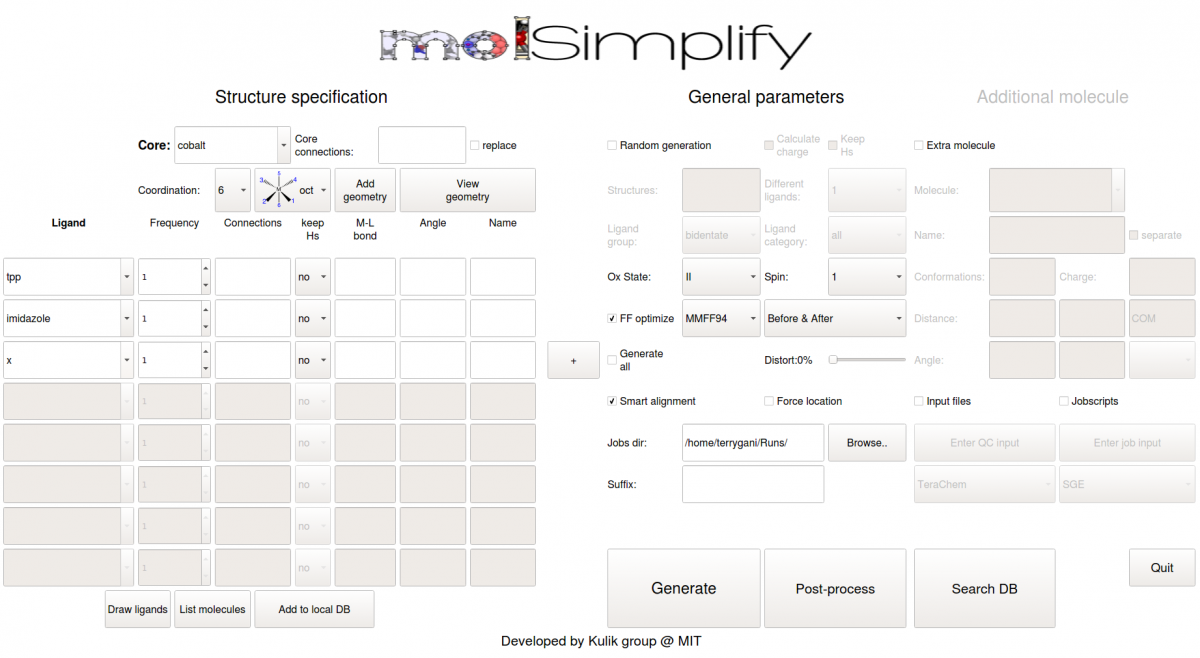 molSimplify
Structure specification
General parameters
Additional molecule
Core: cobalt Core connections: replace
Random generation Calculate charge Keep Hs Extra molecule
Coordination: 6 3 5 4 M 2 6 1 oct Add geometry View geometry
Structures: Different ligands: 1 Molecule:
Ligand Frequency Connections keep Hs M-L bond Angle Name
Ligand group: bidentate Ligand category: all Name: separate
tpp 1 no
Ox State: II Spin: 1 Conformations: Charge:
imidazole 1 no
FF optimize MMFF94 Before & After Distance: COM
x 1 no +
Generate all Distort:0% Angle:
1 no
Smart alignment Force location Input files Jobscripts
1 no
Jobs dir: /home/terrygani/Runs/ Browse.. Enter QC input Enter job input
1 no
Suffix: TeraChem SGE
1 no
1 no
Generate Post-process Search DB Quit
Draw ligands List molecules Add to local DB
Developed by Kulik group @ MIT